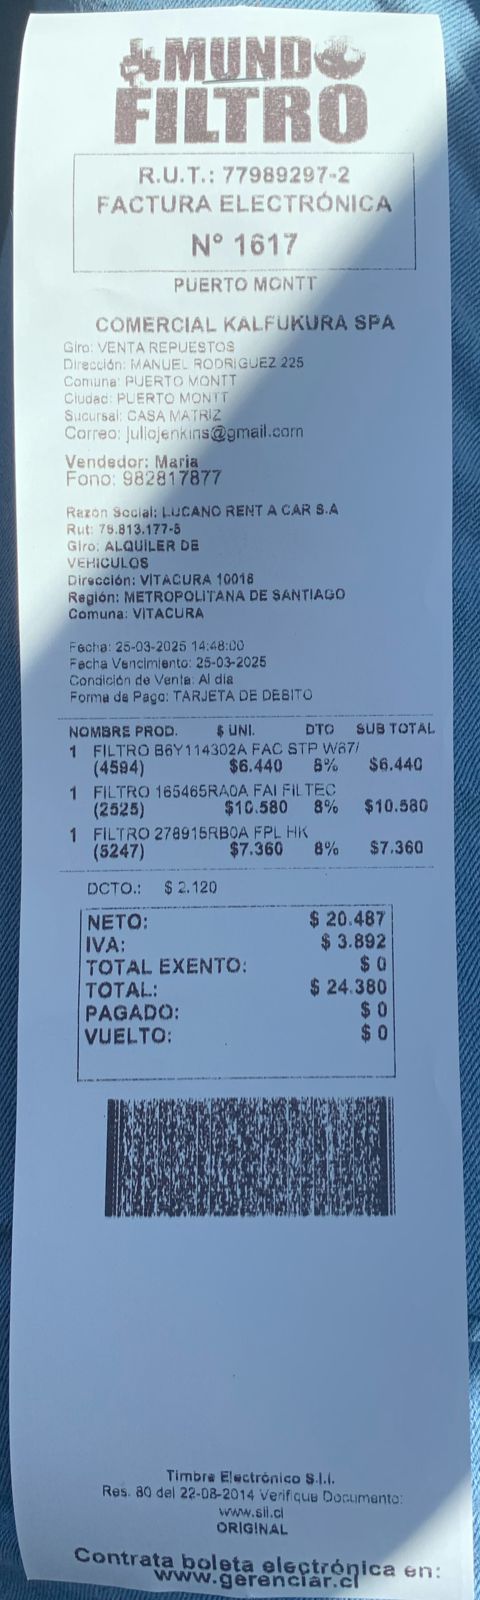 MUNDO
FILTRO
R.U.T.: 77989297-2
FACTURA ELECTRÓNICA
N° 1617
PUERTO MONTT
COMERCIAL KALFUKURA SPA
Giro: VENTA REPUESTOS
Dirección: MANUEL RODRIGUEZ 225
Comuna: PUERTO MONTT
Ciudad: PUERTO MONTT
Sucursal: CASA MATRIZ
Correo: juliojenkins@gmail.com
Vendedor: Maria
Fono: 982817877
Razon Social: LUCANO RENT A CAR S.A
Rut: 76.813.177-5
Giro: ALQUILER DE
VEHICULOS
Dirección: VITACURA 10018
Región: METROPOLITANA DE SANTIAGO
Comuna: VITACURA
Fecha: 25-03-2025 14:48:00
Fecha Vencimiento: 25-03-2025
Condición de Venta: Al dia
Forma de Pago: TARJETA DE DEBITO
NOMBRE PROD. $ UNI. DTO SUB TOTAL
1 FILTRO B6Y114302A FAC STP W67/
(4594) $6.440 8% $6.440
1 FILTRO 165465RA0A FAI FILTEC
(2525) $10.580 8% $10.580
1 FILTRO 278915RB0A FPL HK
(5247) $7.360 8% $7.360
DCTO.: $ 2.120
NETO: $ 20.487
IVA: $ 3.892
TOTAL EXENTO: $ 0
TOTAL: $ 24.380
PAGADO: $ 0
VUELTO: $ 0
Timbre Electrónico S.I.I.
Res. 80 del 22-08-2014 Verifique Documento:
www.sii.cl
ORIGINAL
Contrata boleta electrónica en:
www.gerenciar.cl